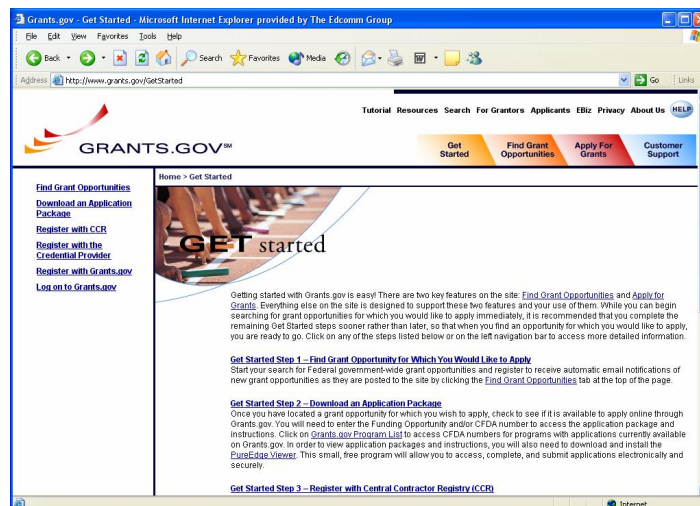 Grants.gov - Get Started - Microsoft Internet Explorer provided by The Edcomm Group
File Edit View Favorites Tools Help
Back Search Favorites Media
Address http://www.grants.gov/GetStarted Go Links
Tutorial Resources Search For Grantors Applicants EBiz Privacy About Us HELP
GRANTS.GOV℠
Get Started
Find Grant Opportunities
Apply For Grants
Customer Support
Home > Get Started
Find Grant Opportunities
Download an Application
Package
Register with CCR
Register with the
Credential Provider
Register with Grants.gov
Log on to Grants.gov
GET started
Getting started with Grants.gov is easy! There are two key features on the site: Find Grant Opportunities and Apply for
Grants. Everything else on the site is designed to support these two features and your use of them. While you can begin
searching for grant opportunities for which you would like to apply immediately, it is recommended that you complete the
remaining Get Started steps sooner rather than later, so that when you find an opportunity for which you would like to apply,
you are ready to go. Click on any of the steps listed below or on the left navigation bar to access more detailed information.
Get Started Step 1 – Find Grant Opportunity for Which You Would Like to Apply
Start your search for Federal government-wide grant opportunities and register to receive automatic email notifications of
new grant opportunities as they are posted to the site by clicking the Find Grant Opportunities tab at the top of the page.
Get Started Step 2 – Download an Application Package
Once you have located a grant opportunity for which you wish to apply, check to see if it is available to apply online through
Grants.gov. You will need to enter the Funding Opportunity and/or CFDA number to access the application package and
instructions. Click on Grants.gov Program List to access CFDA numbers for programs with applications currently available
on Grants.gov. In order to view application packages and instructions, you will also need to download and install the
PureEdge Viewer. This small, free program will allow you to access, complete, and submit applications electronically and
securely.
Get Started Step 3 – Register with Central Contractor Registry (CCR)
Internet